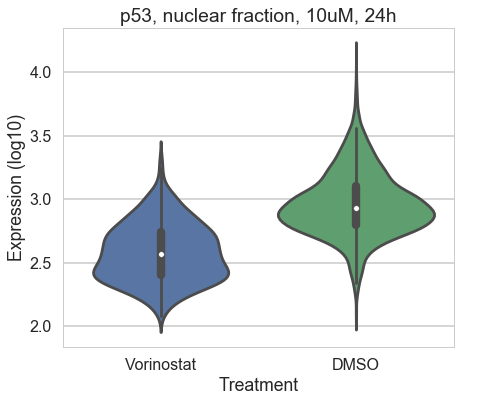 p53, nuclear fraction, 10uM, 24h
Expression (log10)
4.0
3.5
3.0
2.5
2.0
Vorinostat
DMSO
Treatment